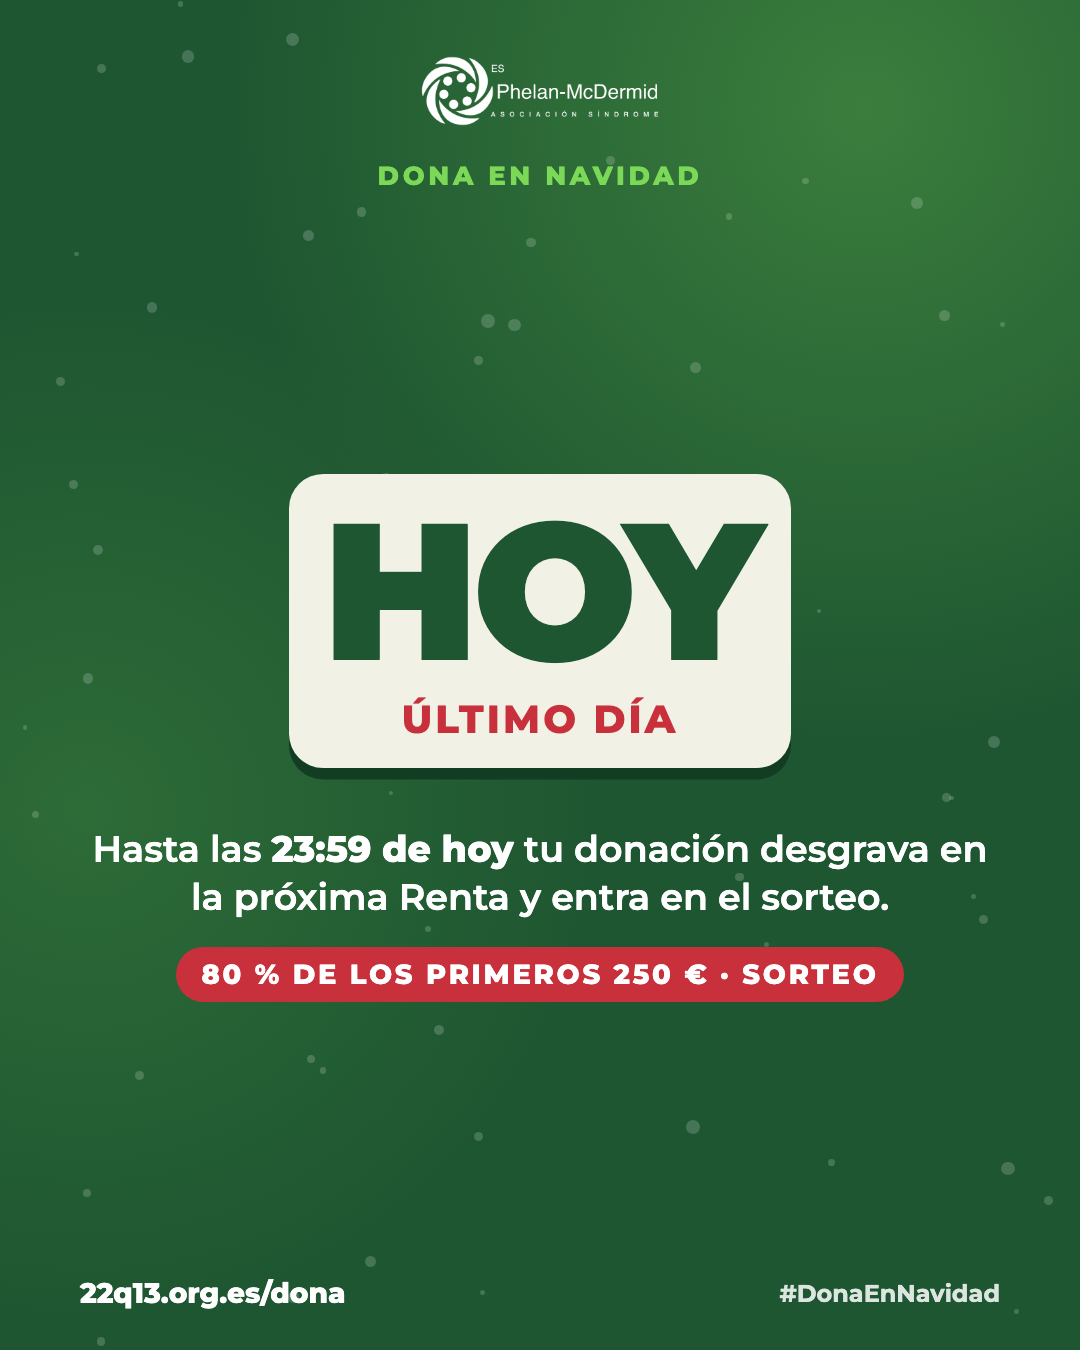 ES
Phelan-McDermid
ASOCIACIÓN SÍNDROME
DONA EN NAVIDAD
HOY
ÚLTIMO DÍA
Hasta las 23:59 de hoy tu donación desgrava en
la próxima Renta y entra en el sorteo.
80 % DE LOS PRIMEROS 250 € · SORTEO
22q13.org.es/dona
#DonaEnNavidad